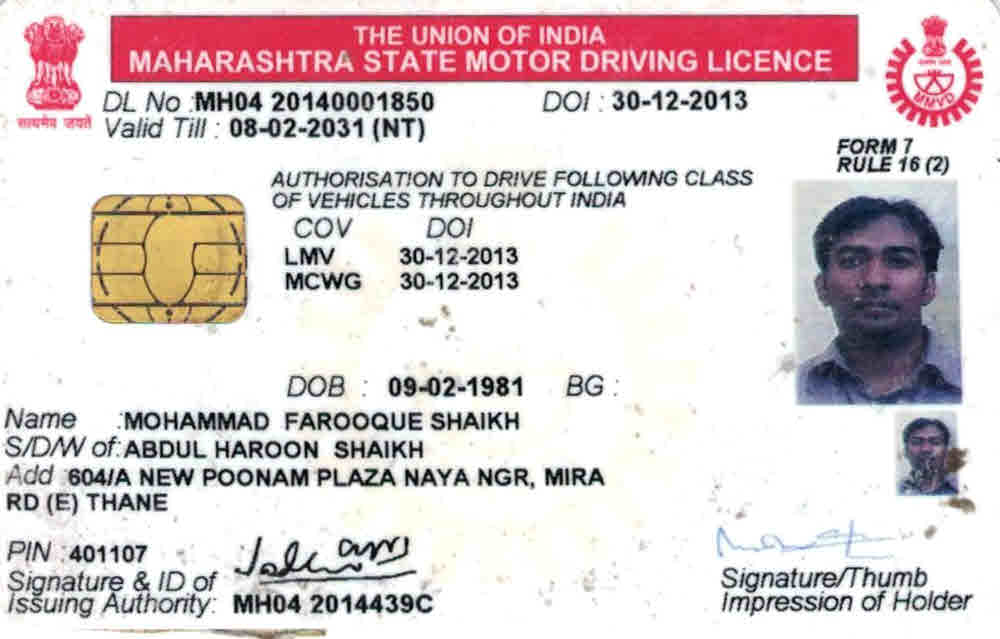 THE UNION OF INDIA
MAHARASHTRA STATE MOTOR DRIVING LICENCE
सत्यमेव जयते
MMVD
DL No : MH04 20140001850 DOI : 30-12-2013
Valid Till : 08-02-2031 (NT)
FORM 7
RULE 16 (2)
AUTHORISATION TO DRIVE FOLLOWING CLASS
OF VEHICLES THROUGHOUT INDIA
COV DOI
LMV 30-12-2013
MCWG 30-12-2013
DOB : 09-02-1981 BG :
Name : MOHAMMAD FAROOQUE SHAIKH
S/D/W of : ABDUL HAROON SHAIKH
Add 604/A NEW POONAM PLAZA NAYA NGR, MIRA
RD (E) THANE
PIN : 401107
Signature & ID of
Issuing Authority: MH04 2014439C
Signature/Thumb
Impression of Holder